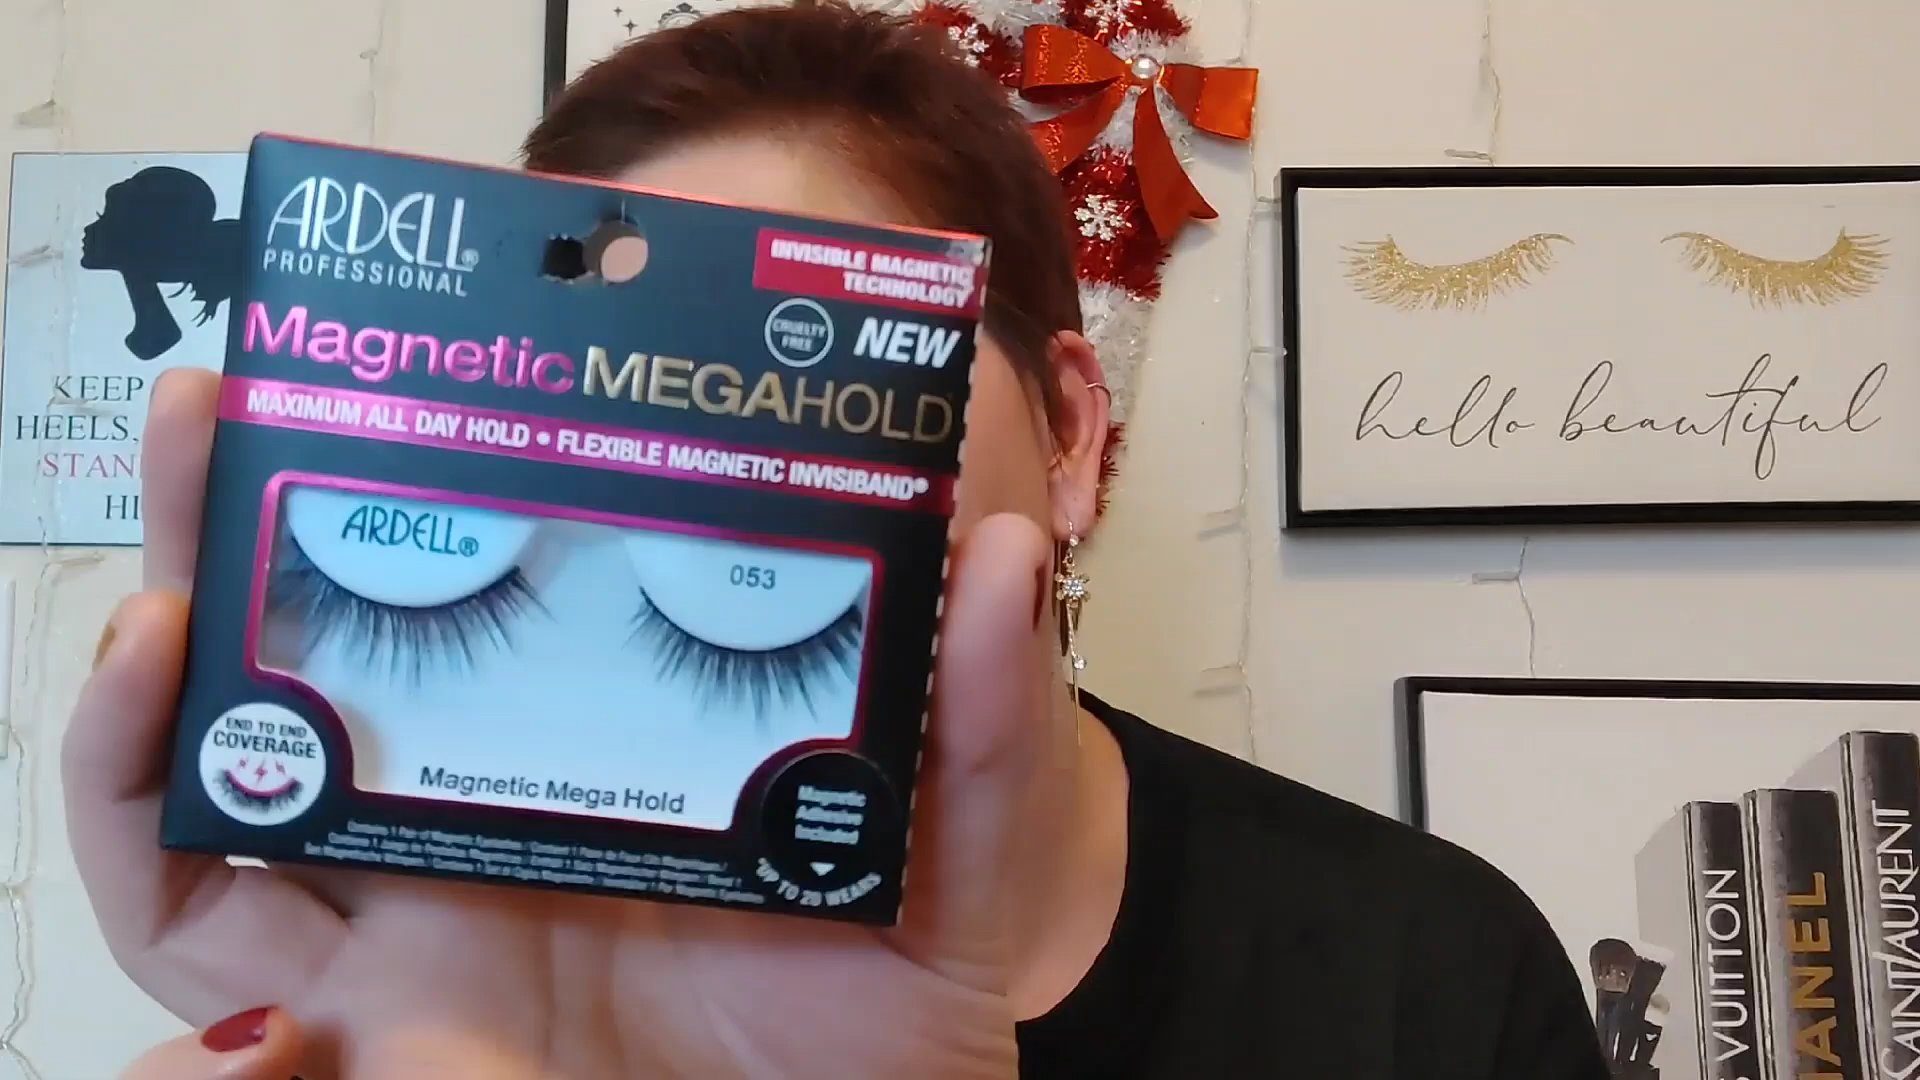 ARDELL®
PROFESSIONAL
INVISIBLE MAGNETIC
TECHNOLOGY
CRUELTY
FREE
NEW
Magnetic MEGAHOLD
MAXIMUM ALL DAY HOLD • FLEXIBLE MAGNETIC INVISIBAND®
ARDELL®
053
END TO END
COVERAGE
Magnetic Mega Hold
Magnetic
Adhesive
Included
*UP TO 20 WEARS
KEEP
HEELS,
STAN
HI
hello beautiful
VUITTON
HANEL
SAINT LAURENT